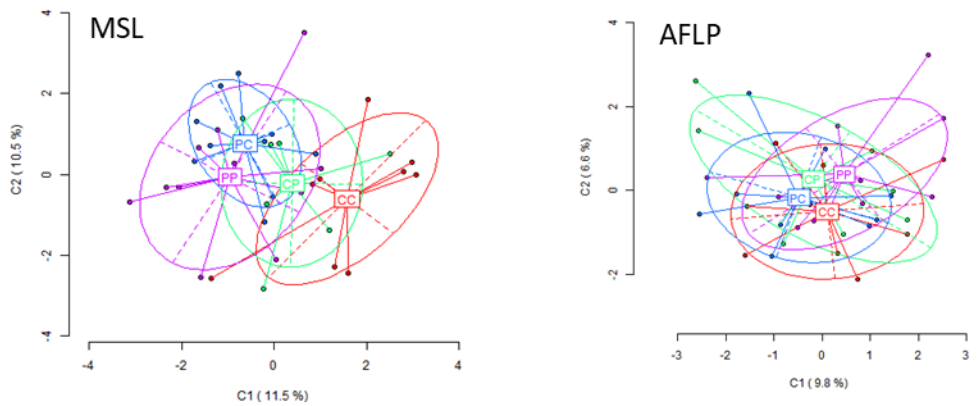 MSL
4
2
0
-2
-4
C2 ( 10.5 %)
PC
PP
CP
CC
-4 -2 0 2 4
C1 ( 11.5 %)
AFLP
4
2
0
-2
C2 ( 6.6 %)
CP
PP
PC
CC
-3 -2 -1 0 1 2 3
C1 ( 9.8 %)